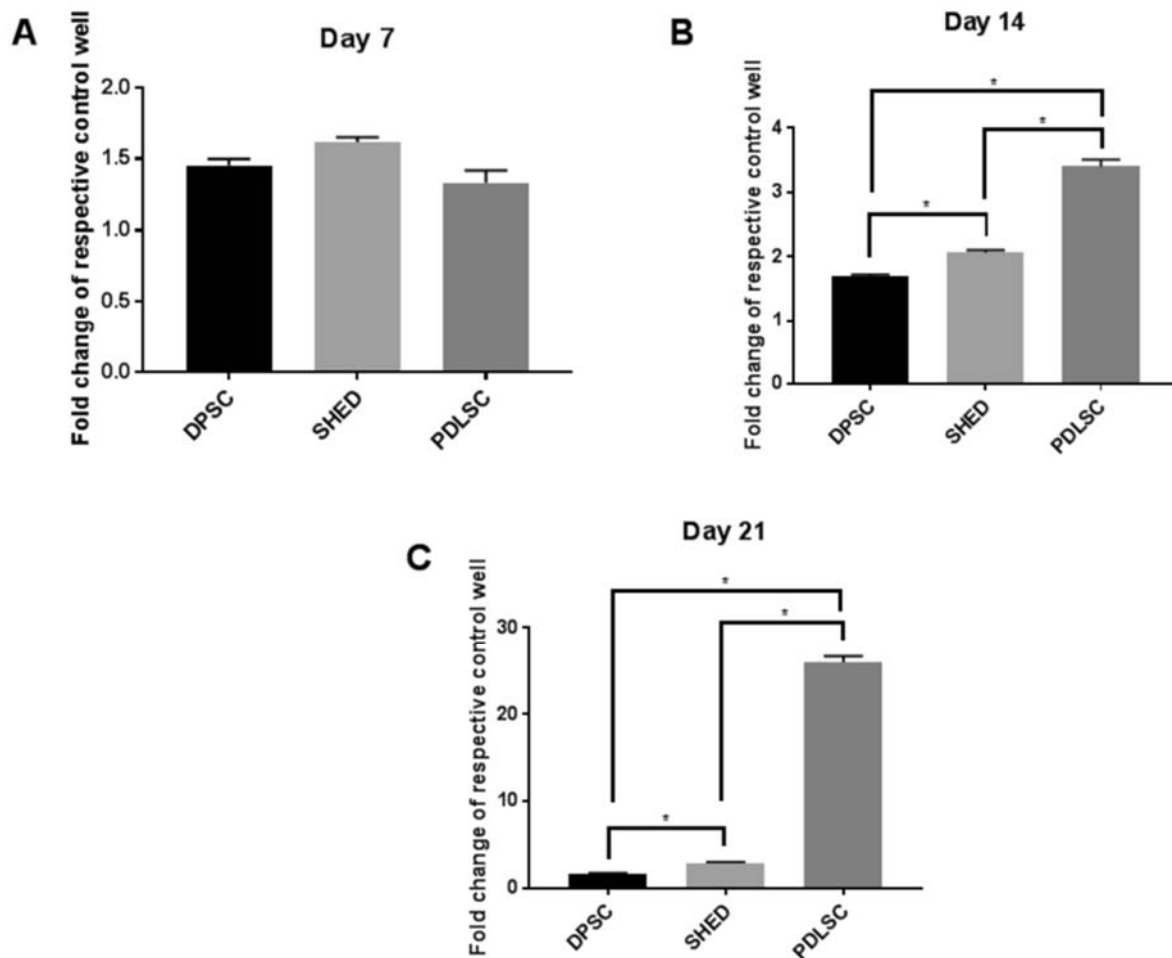 A
Day 7
Fold change of respective control well
2.0
1.5
1.0
0.5
0.0
DPSC
SHED
PDLSC
B
Day 14
Fold change of respective control well
4
3
2
1
0
*
*
*
DPSC
SHED
PDLSC
C
Day 21
Fold change of respective control well
30
20
10
0
*
*
*
DPSC
SHED
PDLSC